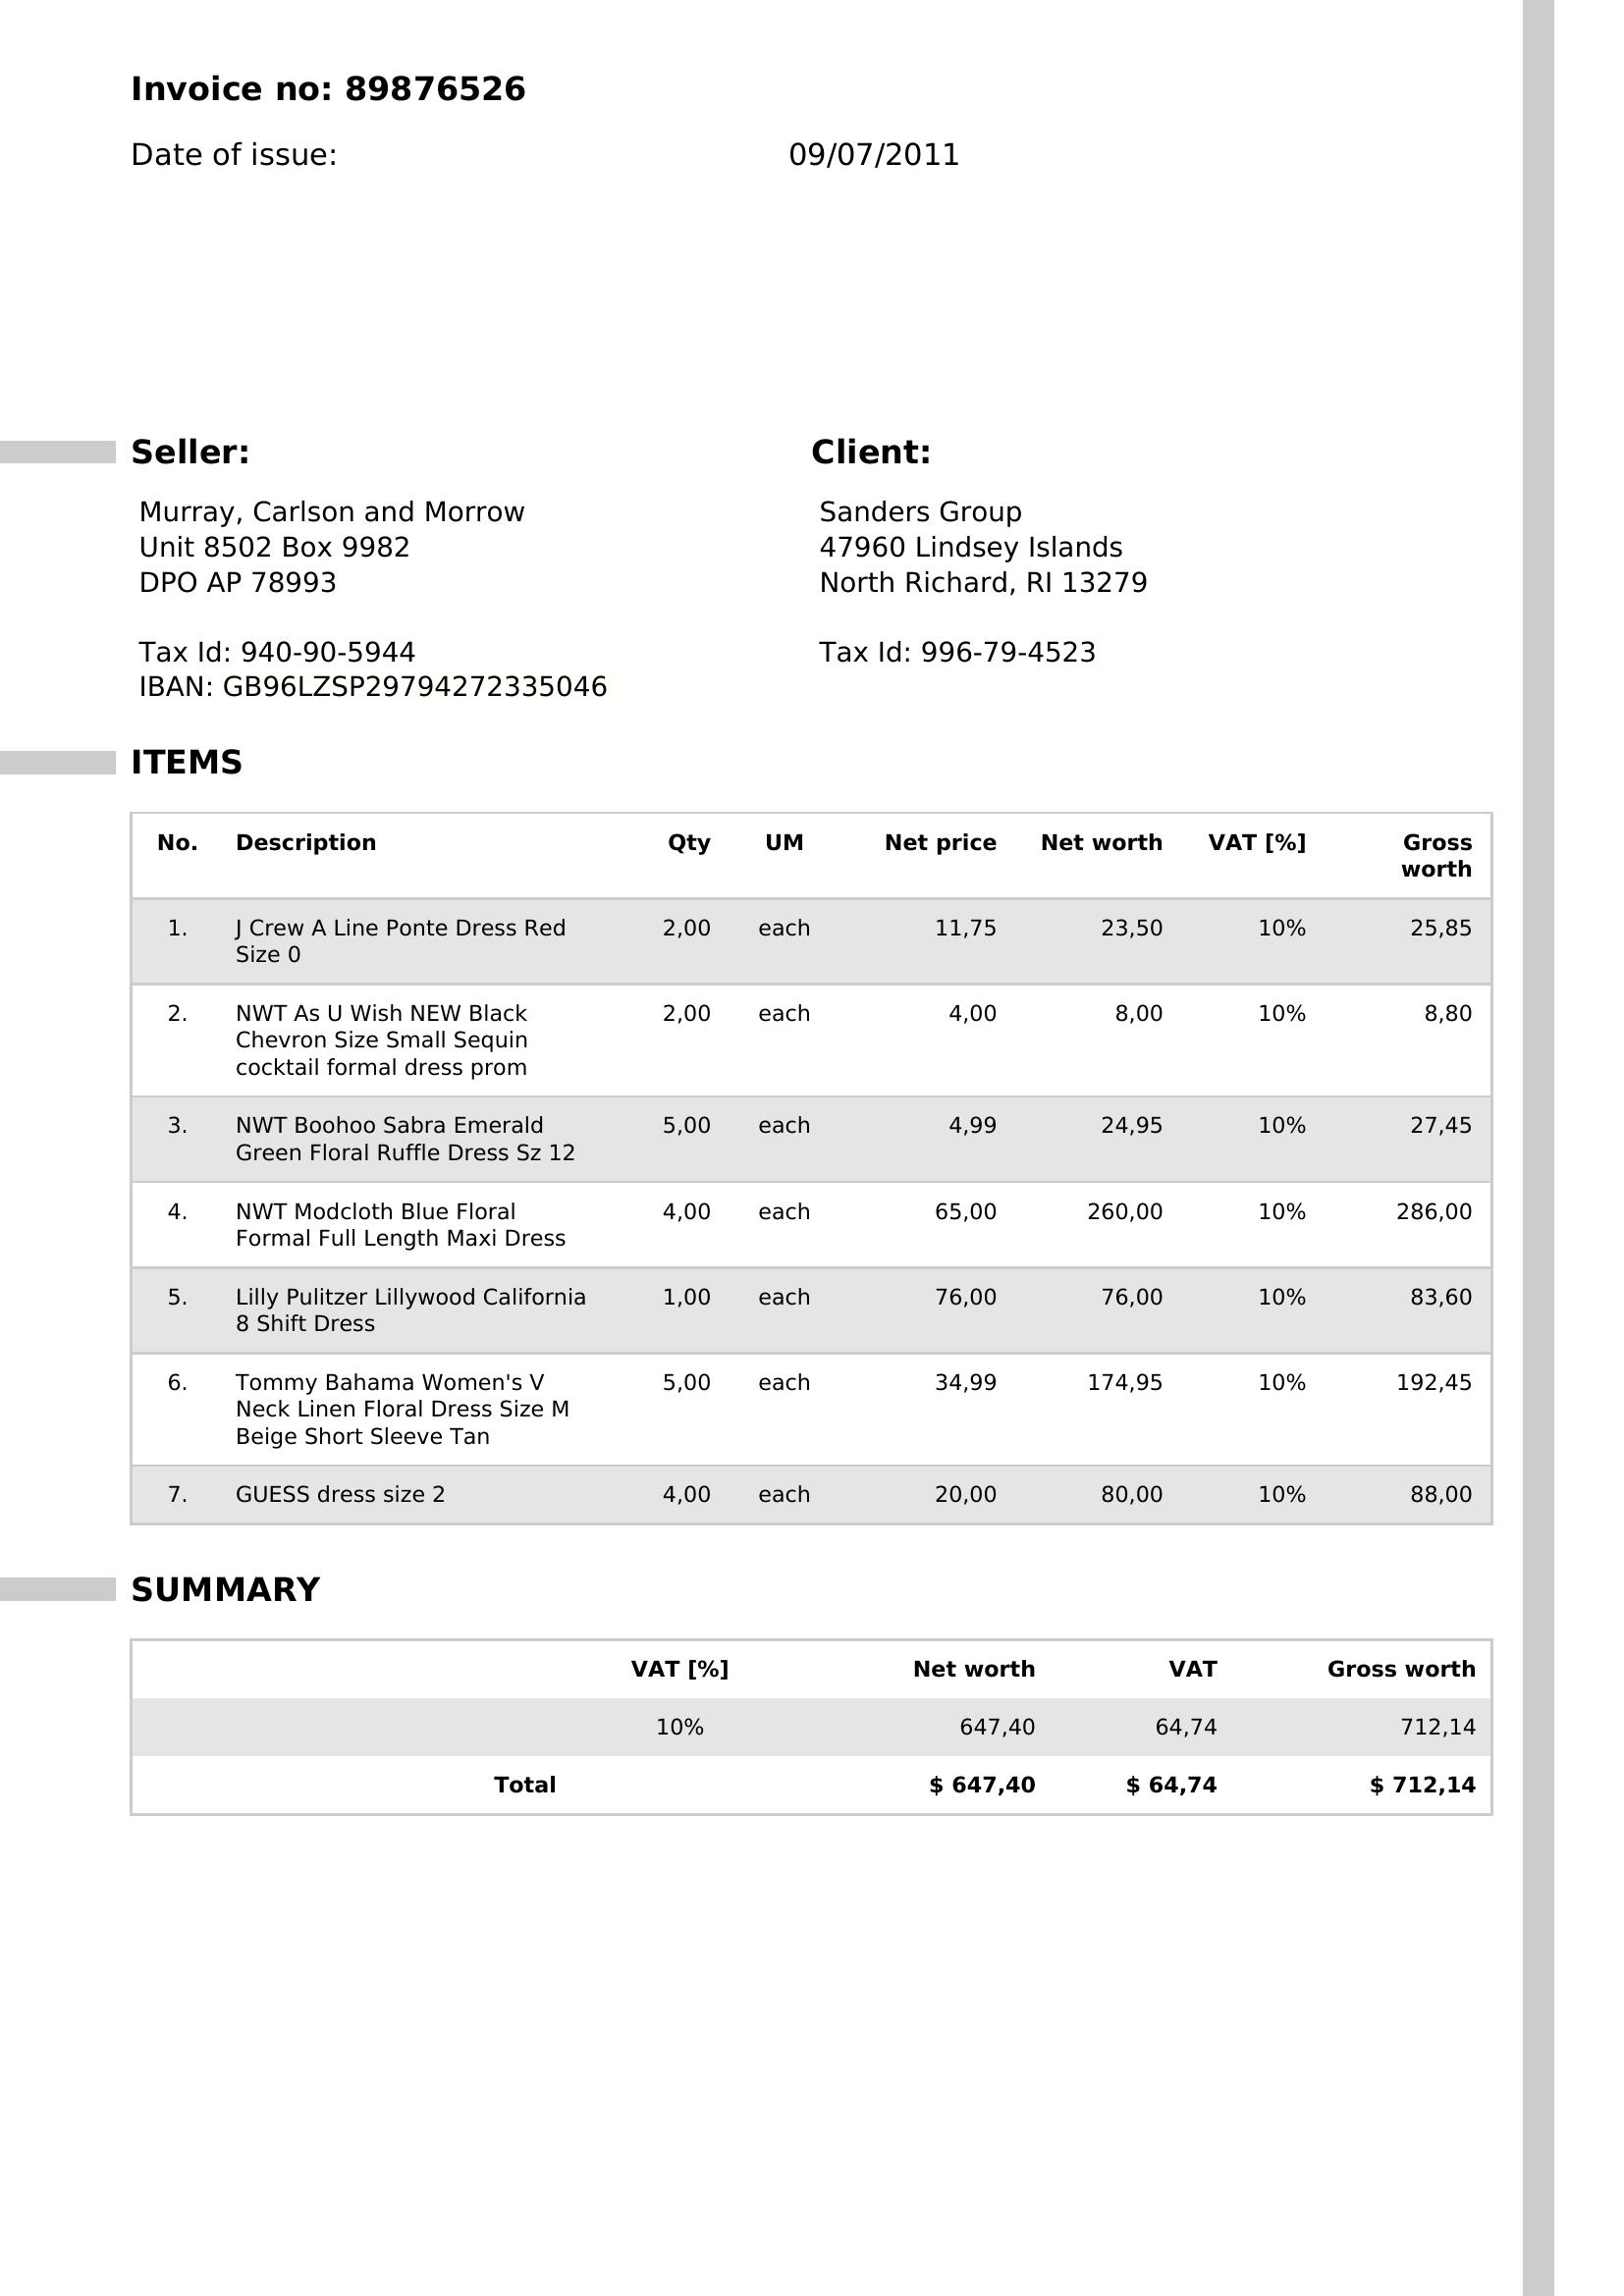 Invoice no: 89876526
Date of issue: 09/07/2011
Seller:
Murray, Carlson and Morrow
Unit 8502 Box 9982
DPO AP 78993
Tax Id: 940-90-5944
IBAN: GB96LZSP29794272335046
Client:
Sanders Group
47960 Lindsey Islands
North Richard, RI 13279
Tax Id: 996-79-4523
ITEMS
No. Description Qty UM Net price Net worth VAT [%] Gross
worth
1. J Crew A Line Ponte Dress Red 2,00 each 11,75 23,50 10% 25,85
Size 0
2. NWT As U Wish NEW Black 2,00 each 4,00 8,00 10% 8,80
Chevron Size Small Sequin
cocktail formal dress prom
3. NWT Boohoo Sabra Emerald 5,00 each 4,99 24,95 10% 27,45
Green Floral Ruffle Dress Sz 12
4. NWT Modcloth Blue Floral 4,00 each 65,00 260,00 10% 286,00
Formal Full Length Maxi Dress
5. Lilly Pulitzer Lillywood California 1,00 each 76,00 76,00 10% 83,60
8 Shift Dress
6. Tommy Bahama Women's V 5,00 each 34,99 174,95 10% 192,45
Neck Linen Floral Dress Size M
Beige Short Sleeve Tan
7. GUESS dress size 2 4,00 each 20,00 80,00 10% 88,00
SUMMARY
VAT [%] Net worth VAT Gross worth
10% 647,40 64,74 712,14
Total $ 647,40 $ 64,74 $ 712,14